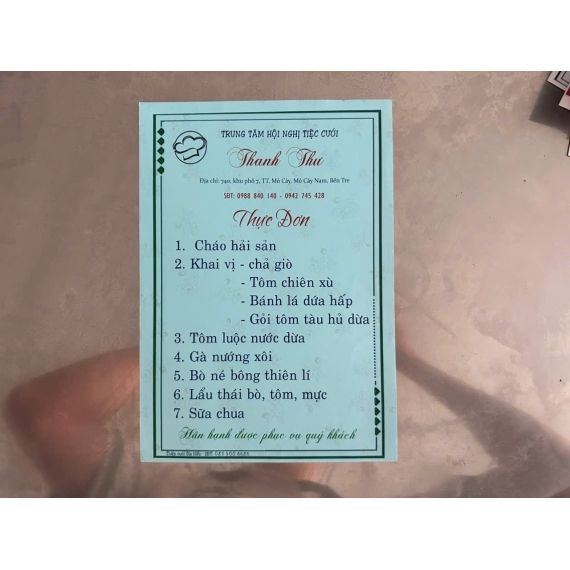 TRUNG TÂM HỘI NGHỊ TIỆC CƯỚI
Thanh Thư
Địa chỉ: 740, khu phố 7, TT. Mỏ Cày, Mỏ Cày Nam, Bến Tre
SĐT: 0988 840 140 - 0942 745 428
Thực Đơn
1. Cháo hải sản
2. Khai vị - chả giò
- Tôm chiên xù
- Bánh lá dứa hấp
- Gỏi tôm tàu hủ dừa
3. Tôm luộc nước dừa
4. Gà nướng xôi
5. Bò né bông thiên lí
6. Lẩu thái bò, tôm, mực
7. Sữa chua
Hân hạnh được phục vụ quý khách